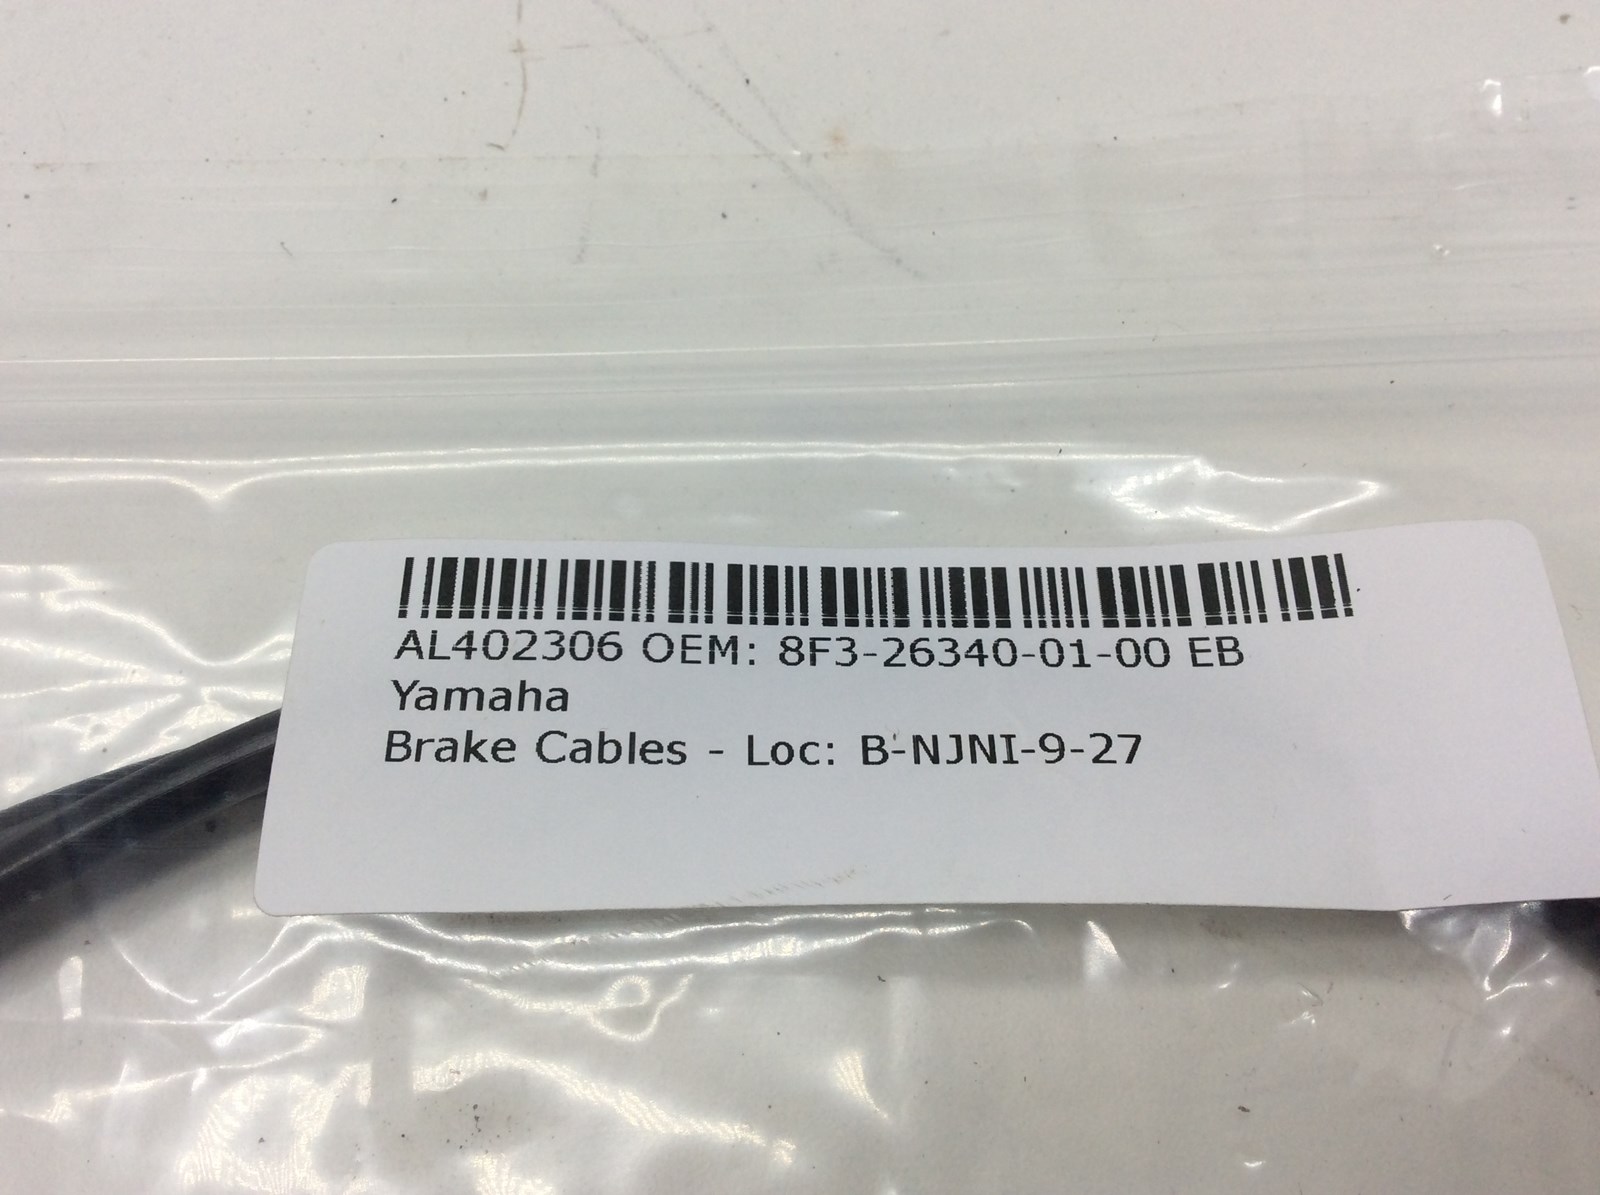 AL402306 OEM: 8F3-26340-01-00 EB
Yamaha
Brake Cables - Loc: B-NJNI-9-27